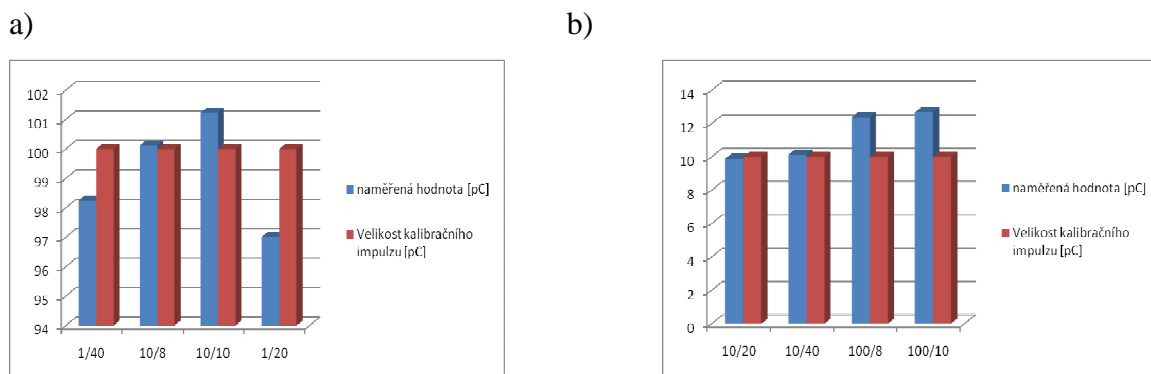 a)
b)
102
101
100
99
98
97
96
95
94
1/40 10/8 10/10 1/20
naměřená hodnota [pC]
Velikost kalibračního
impulzu [pC]
14
12
10
8
6
4
2
0
10/20 10/40 100/8 100/10
naměřená hodnota [pC]
Velikost kalibračního
impulzu [pC]